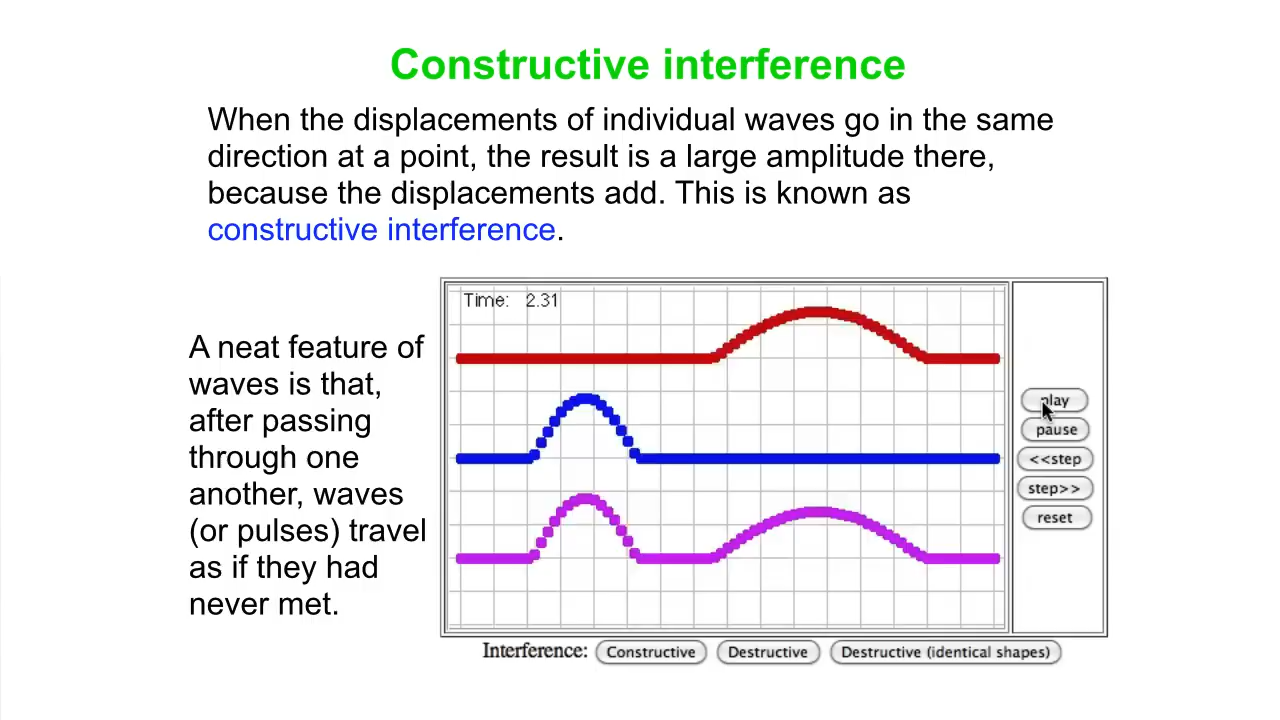 Constructive interference
When the displacements of individual waves go in the same
direction at a point, the result is a large amplitude there,
because the displacements add. This is known as
constructive interference.
A neat feature of
waves is that,
after passing
through one
another, waves
(or pulses) travel
as if they had
never met.
Time: 2.31
play
pause
<<step
step>>
reset
Interference: Constructive Destructive Destructive (identical shapes)